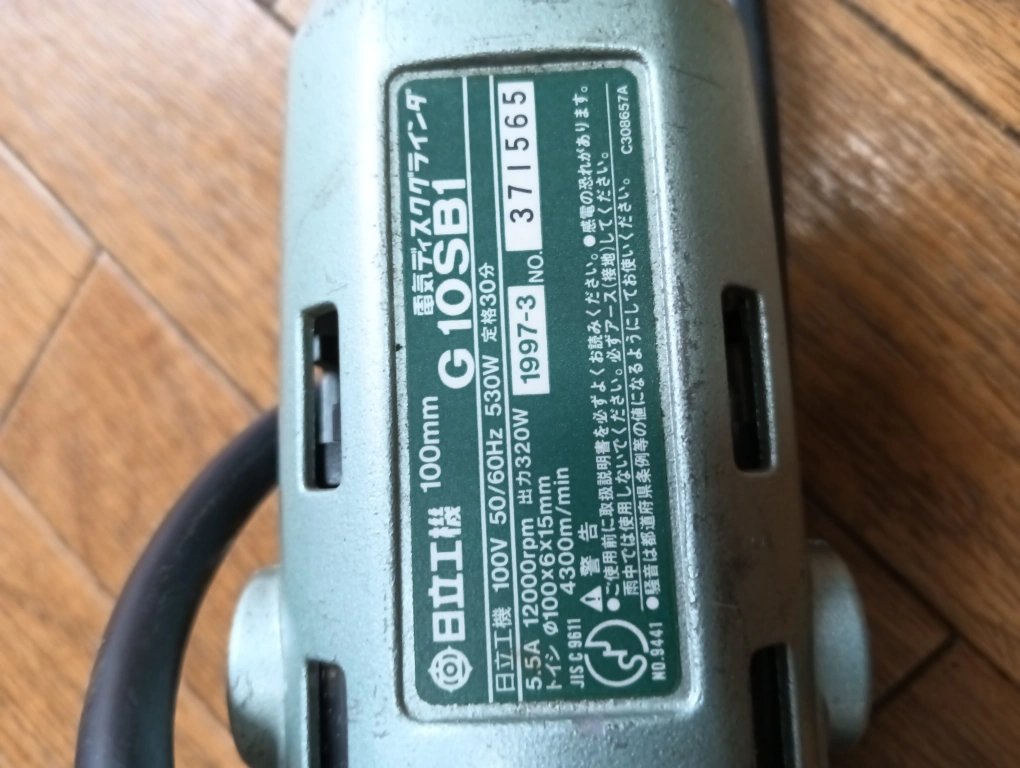 日立工機 100mm 電気ディスクグラインダ
G 10SB1
日立工機 100V 50/60Hz 530W 定格30分
5.5A 12000rpm 出力320W 1997-3 NO. 371565
トイシ Ø100×6×15mm
4300m/min
JIS C 9611
NO.9441
警告
●ご使用前に取扱説明書を必ずよくお読みください。●感電の恐れがあります。
雨中では使用しないでください。必ずアース(接地)してください。
●騒音は都道府県条例等の値になるようにしてお使いください。 C308657A